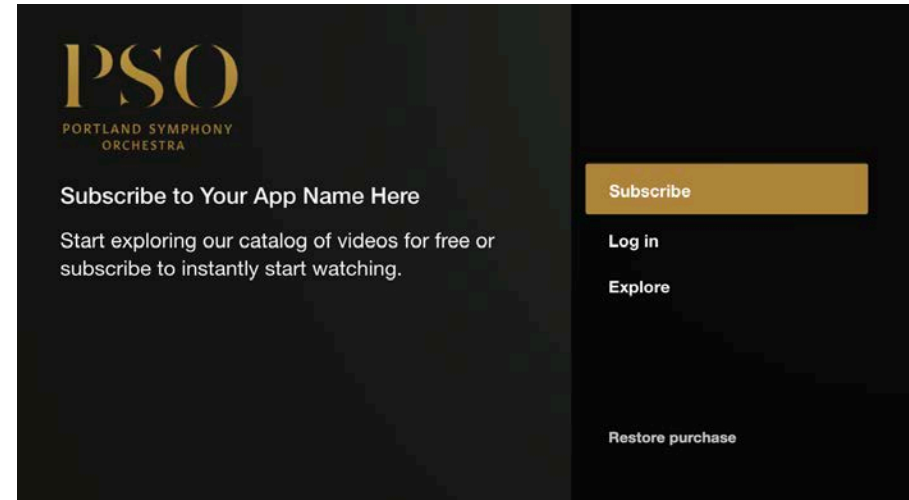 PSO
PORTLAND SYMPHONY
ORCHESTRA
Subscribe to Your App Name Here
Start exploring our catalog of videos for free or
subscribe to instantly start watching.
Subscribe
Log in
Explore
Restore purchase